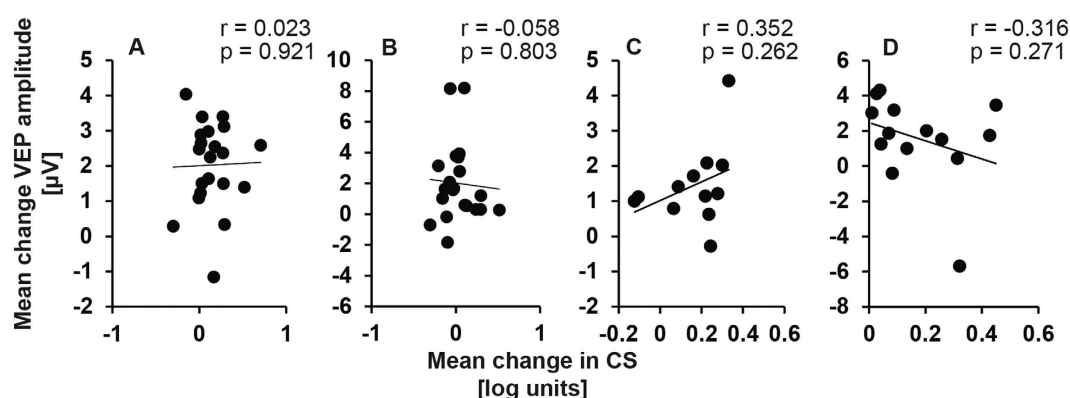 A
r = 0.023
p = 0.921
B
r = -0.058
p = 0.803
C
r = 0.352
p = 0.262
D
r = -0.316
p = 0.271
Mean change VEP amplitude
[µV]
5
4
3
2
1
0
-1
2
-1 0 1
10
8
6
4
2
0
-2
-4
-6
-1 0 1
5
4
3
2
1
0
-1
2
-0.2 0 0.2 0.4 0.6
6
4
2
0
-2
-4
-6
-8
0 0.2 0.4 0.6
Mean change in CS
[log units]